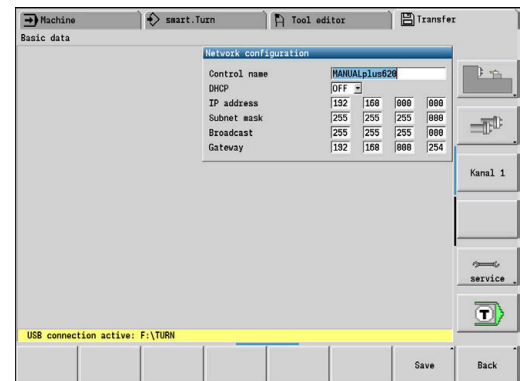 Machine smart.Turn Tool editor Transfer
Basic data
Network configuration
Control name MANUALplus620
DHCP OFF
IP address 192 168 000 000
Subnet mask 255 255 255 000
Broadcast 255 255 255 000
Gateway 192 168 000 254
Kanal 1
service
T
USB connection active: F:\TURN
Save Back